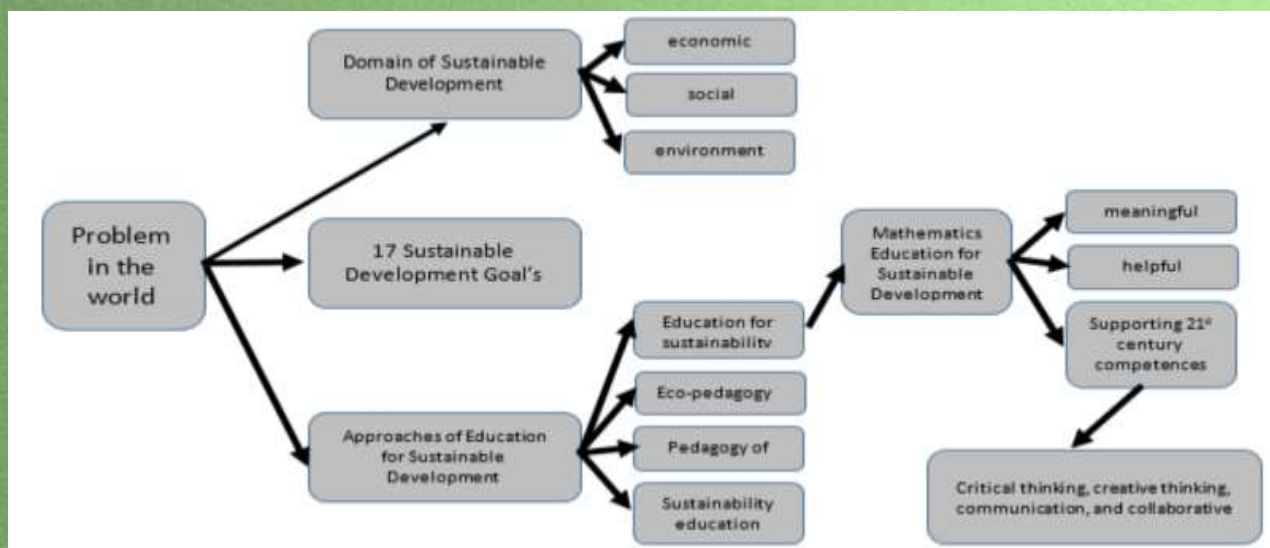 Problem
in the
world
Domain of Sustainable
Development
economic
social
environment
17 Sustainable
Development Goal's
Approaches of Education
for Sustainable
Development
Education for
sustainability
Eco-pedagogy
Pedagogy of
Sustainability
education
Mathematics
Education for
Sustainable
Development
meaningful
helpful
Supporting 21st
century
competences
Critical thinking, creative thinking,
communication, and collaborative